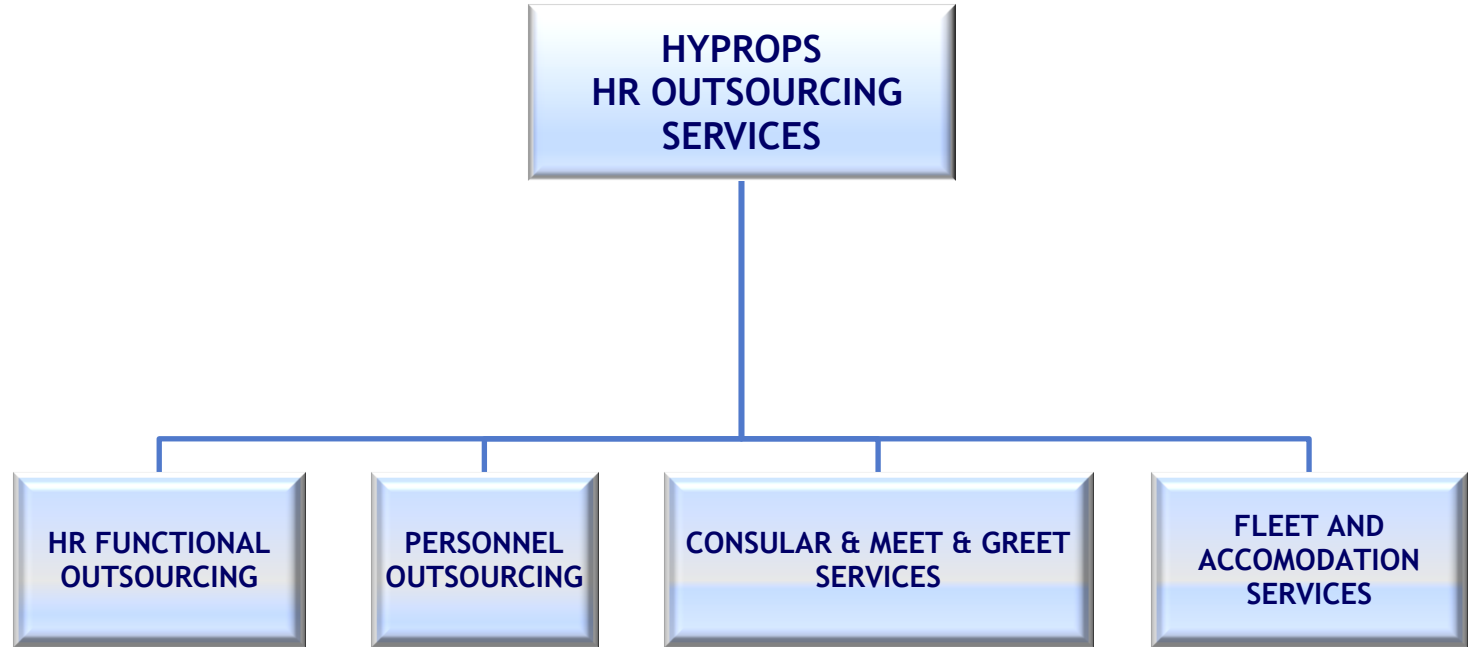 HYPROPS
HR OUTSOURCING
SERVICES
HR FUNCTIONAL
OUTSOURCING
PERSONNEL
OUTSOURCING
CONSULAR & MEET & GREET
SERVICES
FLEET AND
ACCOMODATION
SERVICES